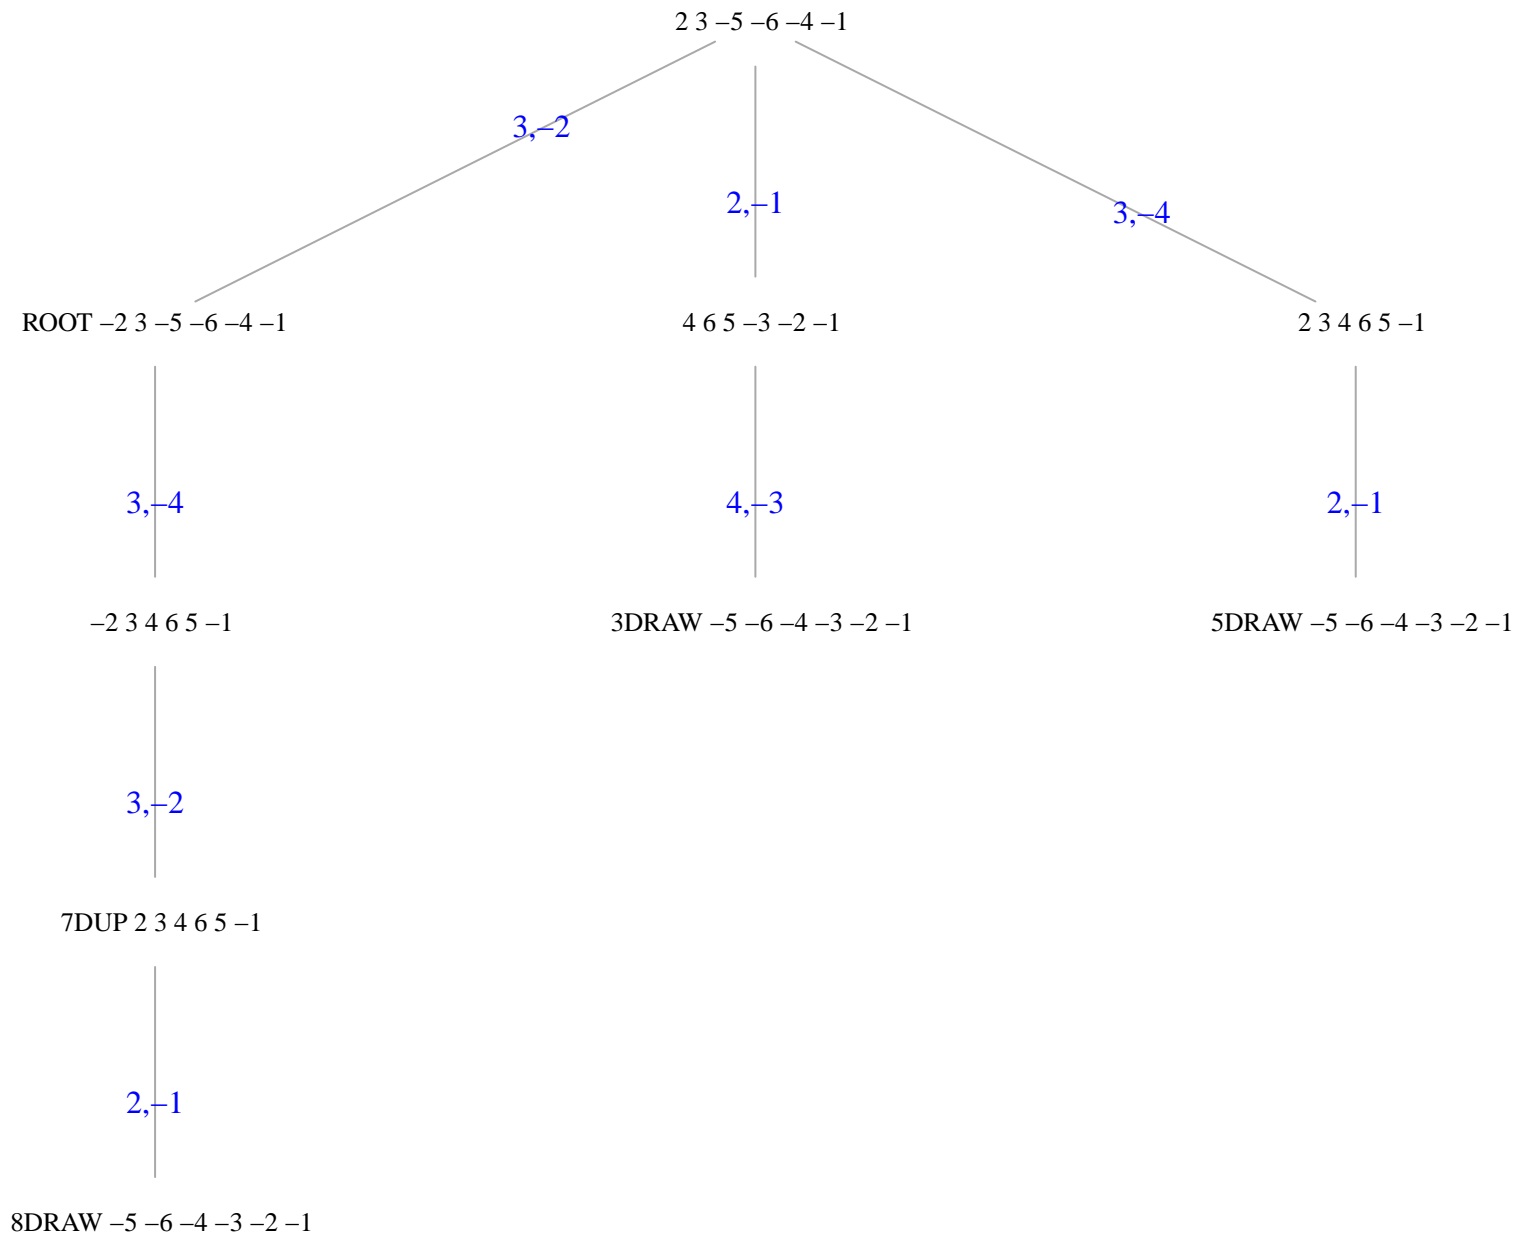 2 3 –5 –6 –4 –1
3,–2
2,–1
3,–4
ROOT –2 3 –5 –6 –4 –1
4 6 5 –3 –2 –1
2 3 4 6 5 –1
3,–4
4,–3
2,–1
–2 3 4 6 5 –1
3DRAW –5 –6 –4 –3 –2 –1
5DRAW –5 –6 –4 –3 –2 –1
3,–2
7DUP 2 3 4 6 5 –1
2,–1
8DRAW –5 –6 –4 –3 –2 –1